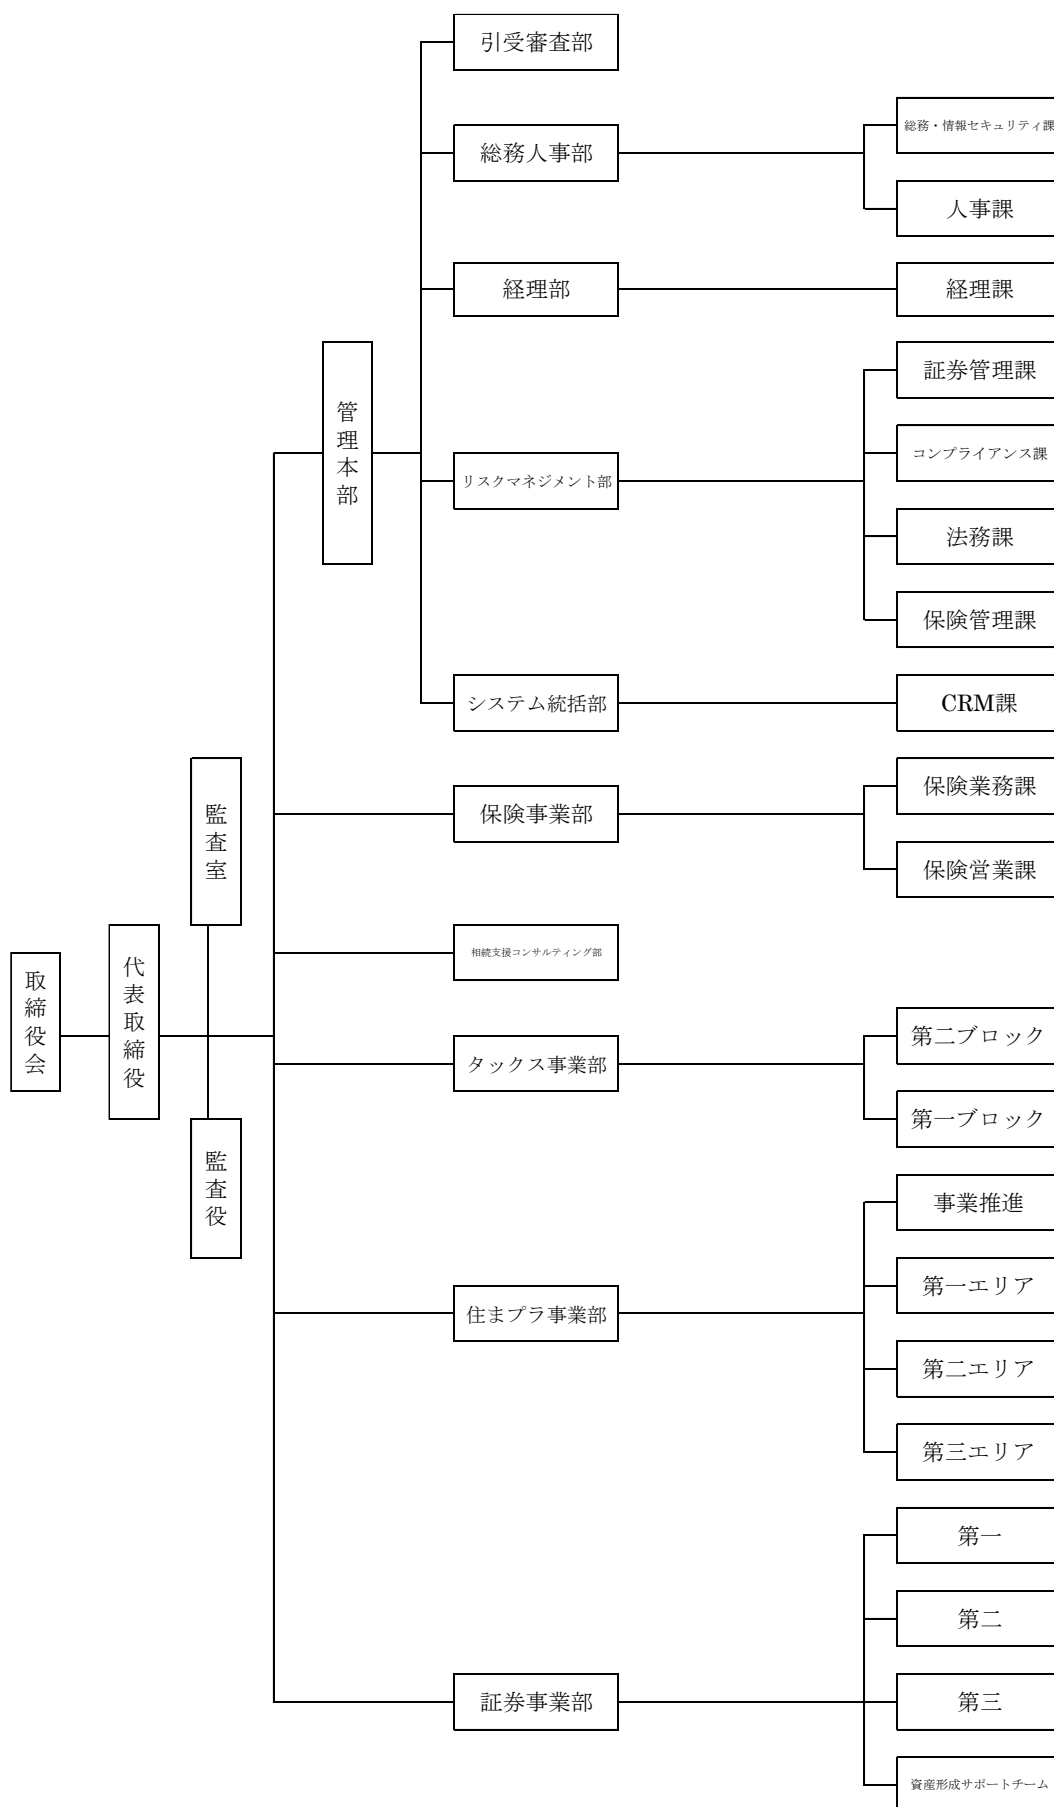 取締役会
代表取締役
監査室
監査役
管理本部
引受審査部
総務人事部
総務・情報セキュリティ課
人事課
経理部
経理課
リスクマネジメント部
証券管理課
コンプライアンス課
法務課
保険管理課
システム統括部
CRM課
保険事業部
保険業務課
保険営業課
相続支援コンサルティング部
タックス事業部
第二ブロック
第一ブロック
住まプラ事業部
事業推進
第一エリア
第二エリア
第三エリア
証券事業部
第一
第二
第三
資産形成サポートチーム